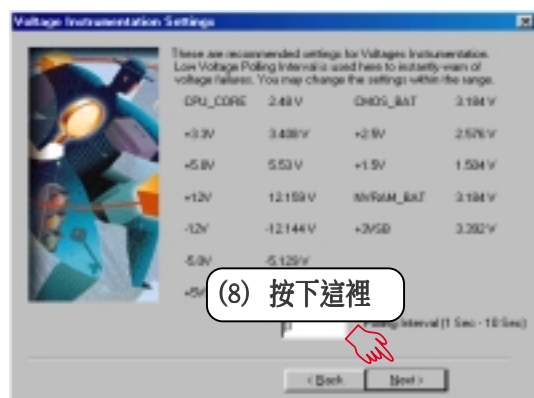 Voltage Instrumentation Settings
These are recommended settings for Voltages Instrumentation.
Low Voltage Polling Interval is used here to instantly warn of
voltage failures. You may change the settings within the range.
CPU_CORE 2.48 V CMOS_BAT 3.184 V
+3.3V 3.408 V +2.5V 2.576 V
+5.0V 5.53 V +1.5V 1.504 V
+12V 12.159 V NVRAM_BAT 3.184 V
-12V -12.144 V +3VSB 3.392 V
-5.0V -5.129 V
(8) 按下這裡
Polling Interval (1 Sec - 10 Sec)
< Back Next >